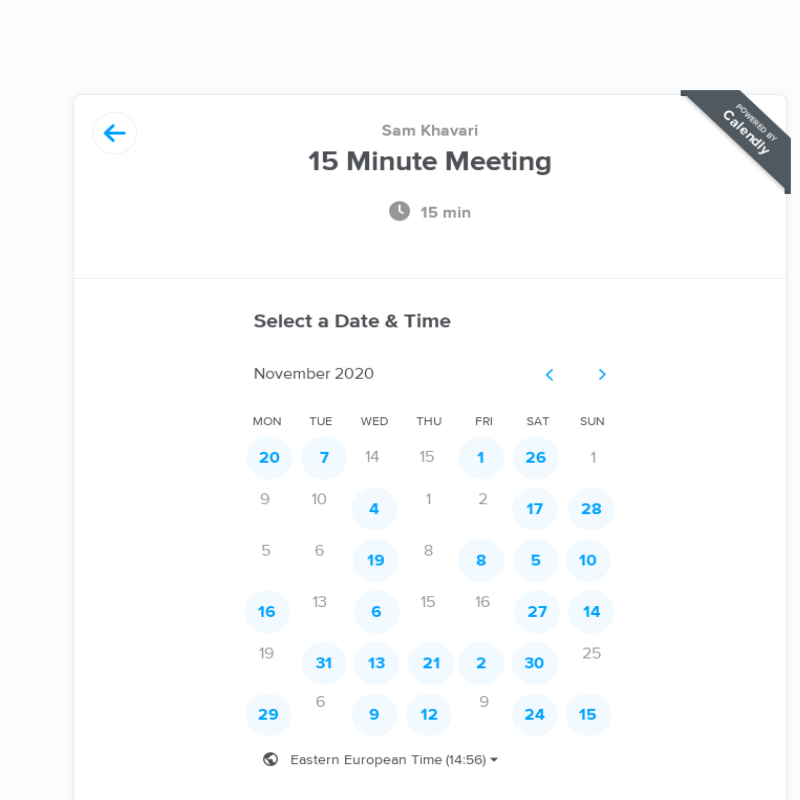 POWERED BY
Calendly
Sam Khavari
15 Minute Meeting
15 min
Select a Date & Time
November 2020
MON TUE WED THU FRI SAT SUN
20 7 14 15 1 26 1
9 10 4 1 2 17 28
5 6 19 8 8 5 10
16 13 6 15 16 27 14
19 31 13 21 2 30 25
29 6 9 12 9 24 15
Eastern European Time (14:56)